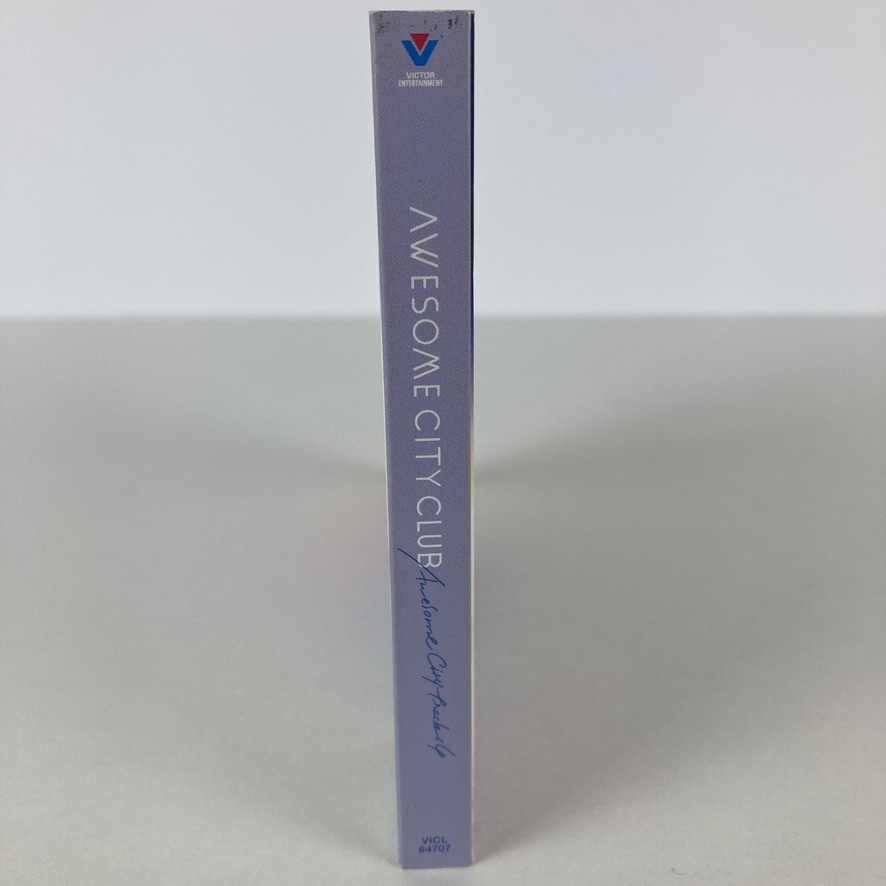 VICTOR
ENTERTAINMENT
AWESOME CITY CLUB
Awesome City Tracks 4
VICL
64707